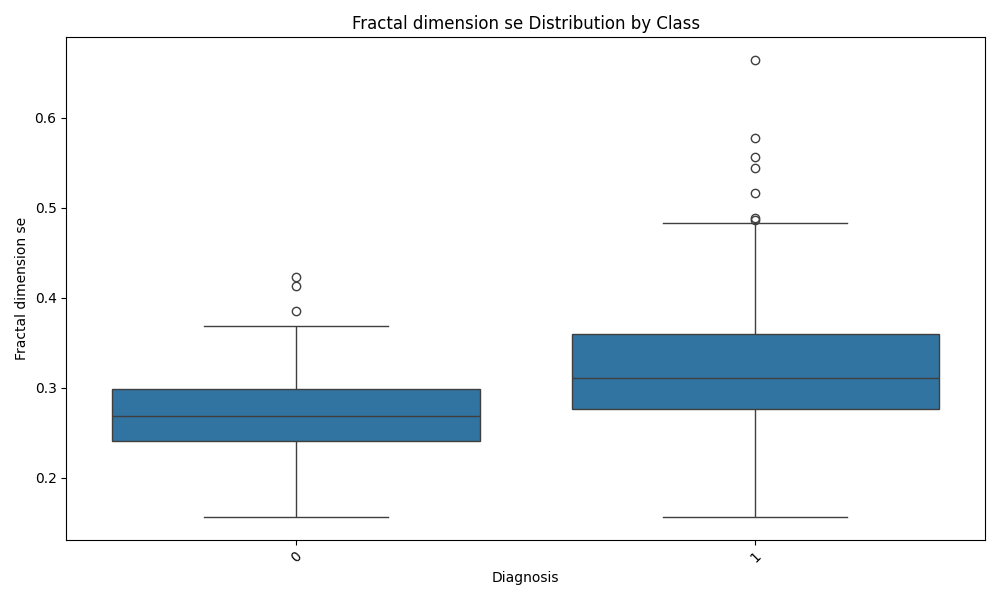 Fractal dimension se Distribution by Class
Fractal dimension se
0.6
0.5
0.4
0.3
0.2
0
1
Diagnosis